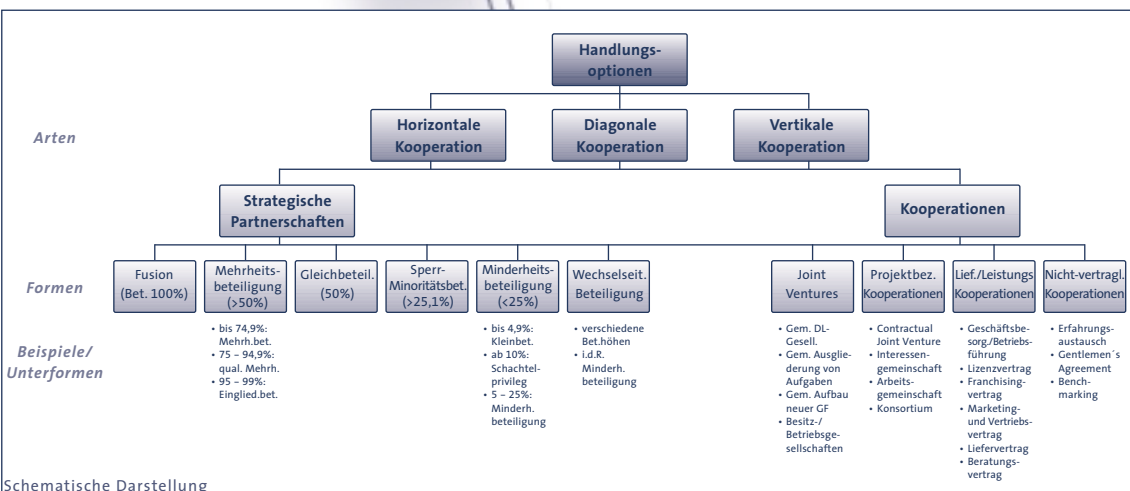 Handlungs-
optionen
Arten
Horizontale
Kooperation
Diagonale
Kooperation
Vertikale
Kooperation
Strategische
Partnerschaften
Kooperationen
Formen
Fusion
(Bet. 100%)
Mehrheits-
beteiligung
(>50%)
Gleichbeteil.
(50%)
Sperr-
Minoritätsbet.
(>25,1%)
Minderheits-
beteiligung
(<25%)
Wechselseit.
Beteiligung
Joint
Ventures
Projektbez.
Kooperationen
Lief./Leistungs
Kooperationen
Nicht-vertragl.
Kooperationen
Beispiele/
Unterformen
• bis 74,9%:
Mehrh.bet.
• 75 – 94,9%:
qual. Mehrh.
• 95 – 99%:
Einglied.bet.
• bis 4,9%:
Kleinbet.
• ab 10%:
Schachtel-
privileg
• 5 – 25%:
Minderh.
beteiligung
• verschiedene
Bet.höhen
• i.d.R.
Minderh.
beteiligung
• Gem. DL-
Gesell.
• Gem. Ausglie-
derung von
Aufgaben
• Gem. Aufbau
neuer GF
• Besitz-/
Betriebsge-
sellschaften
• Contractual
Joint Venture
• Interessen-
gemeinschaft
• Arbeits-
gemeinschaft
• Konsortium
• Geschäftsbe-
sorg./Betriebs-
führung
• Lizenzvertrag
• Franchising-
vertrag
• Marketing-
und Vertriebs-
vertrag
• Liefervertrag
• Beratungs-
vertrag
• Erfahrungs-
austausch
• Gentlemen´s
Agreement
• Bench-
marking
Schematische Darstellung